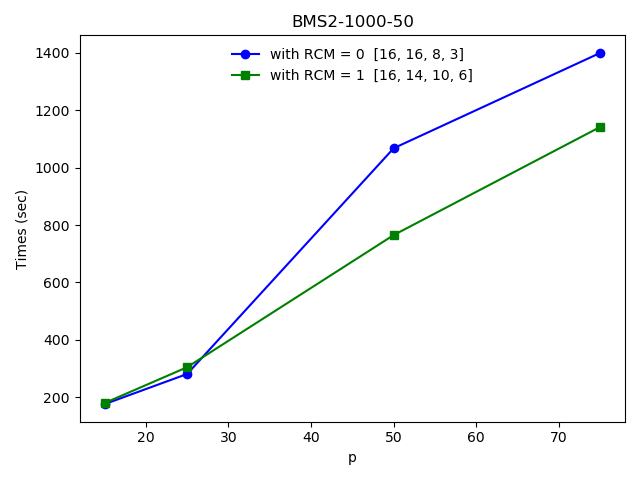 BMS2-1000-50
with RCM = 0  [16, 16, 8, 3]
with RCM = 1  [16, 14, 10, 6]
Times (sec)
1400
1200
1000
800
600
400
200
20 30 40 50 60 70
p